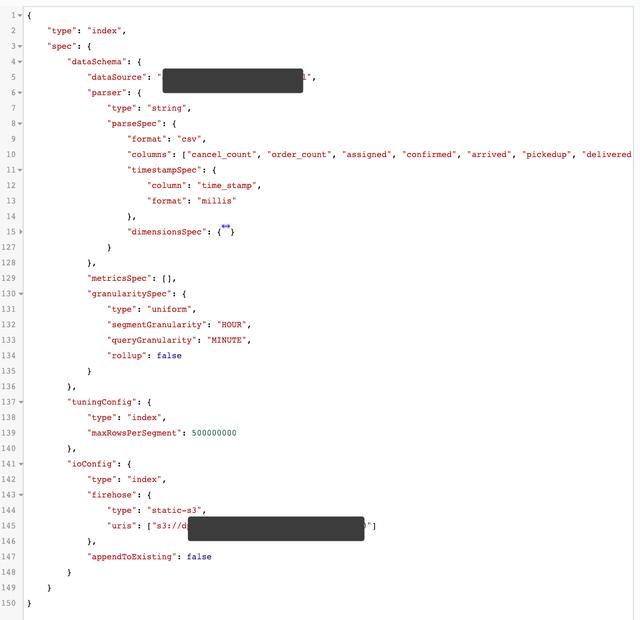 1 {
2 "type": "index",
3 "spec": {
4 "dataSchema": {
5 "dataSource": " l",
6 "parser": {
7 "type": "string",
8 "parseSpec": {
9 "format": "csv",
10 "columns": ["cancel_count", "order_count", "assigned", "confirmed", "arrived", "pickedup", "delivered
11 "timestampSpec": {
12 "column": "time_stamp",
13 "format": "millis"
14 },
15 "dimensionsSpec": {↔}
127 }
128 },
129 "metricsSpec": [],
130 "granularitySpec": {
131 "type": "uniform",
132 "segmentGranularity": "HOUR",
133 "queryGranularity": "MINUTE",
134 "rollup": false
135 }
136 },
137 "tuningConfig": {
138 "type": "index",
139 "maxRowsPerSegment": 500000000
140 },
141 "ioConfig": {
142 "type": "index",
143 "firehose": {
144 "type": "static-s3",
145 "uris": ["s3://d "]
146 },
147 "appendToExisting": false
148 }
149 }
150 }